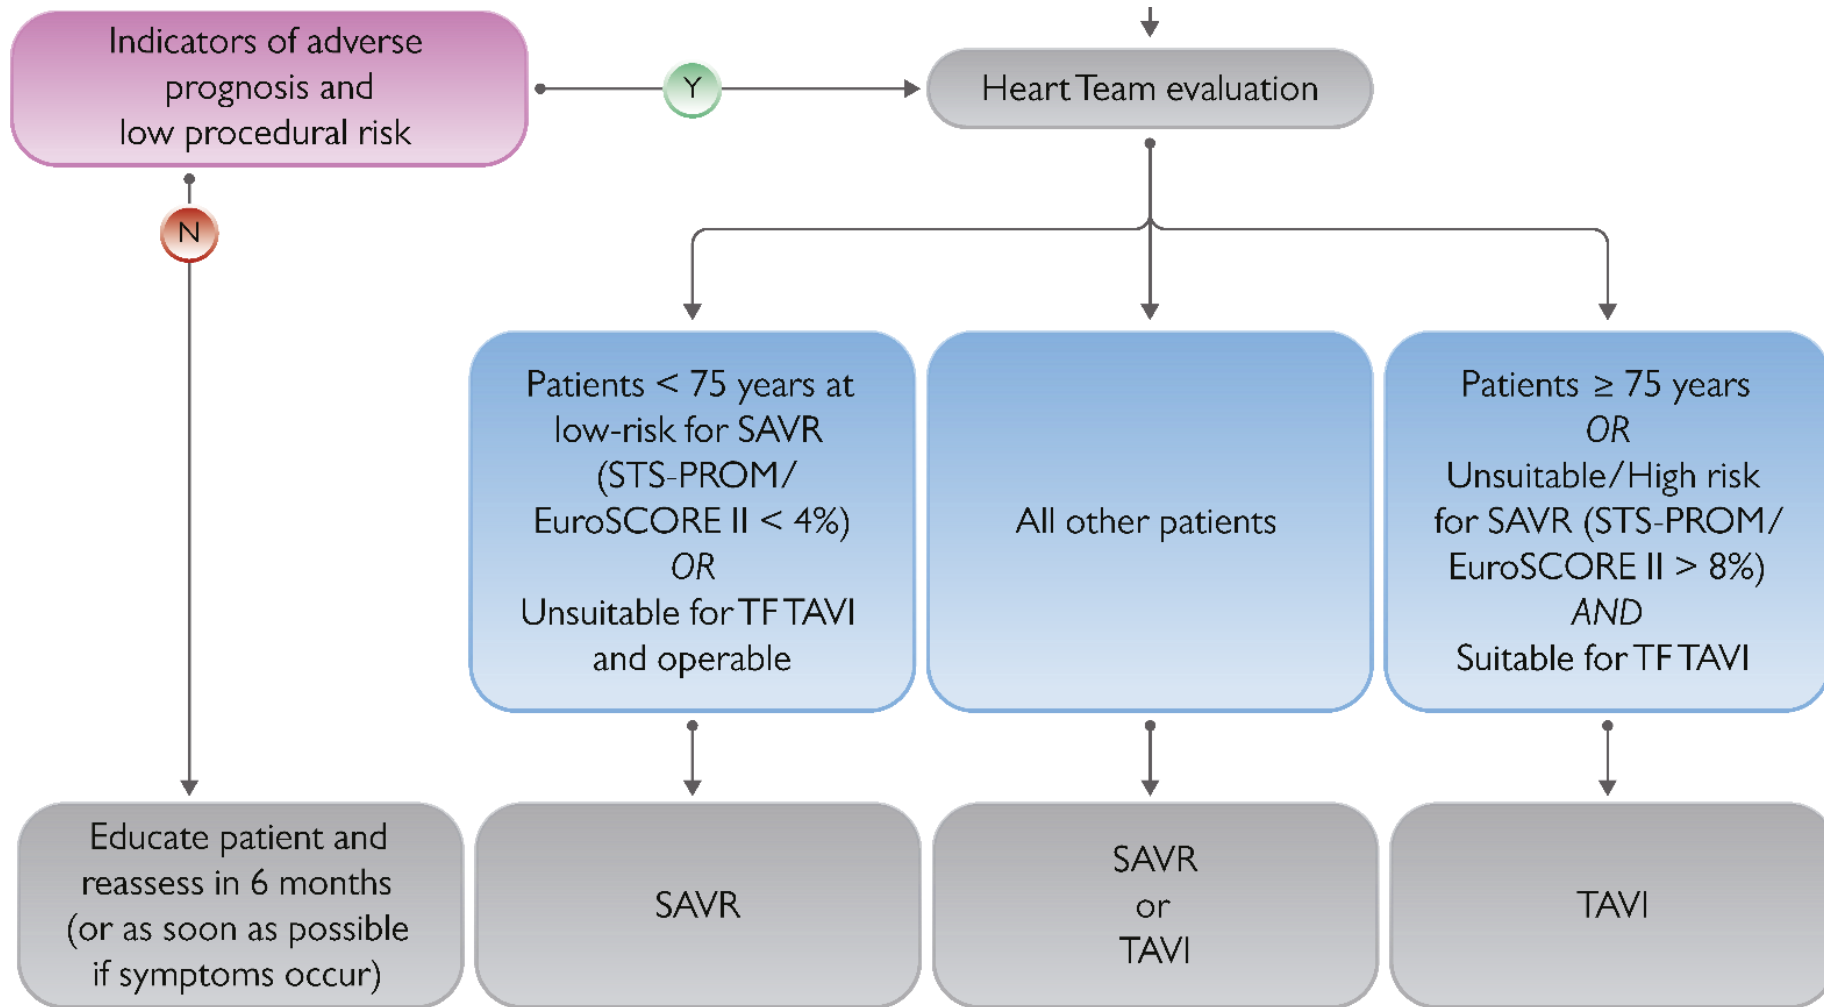 Indicators of adverse
prognosis and
low procedural risk
Y
Heart Team evaluation
N
Patients < 75 years at
low-risk for SAVR
(STS-PROM/
EuroSCORE II < 4%)
OR
Unsuitable for TF TAVI
and operable
All other patients
Patients ≥ 75 years
OR
Unsuitable/High risk
for SAVR (STS-PROM/
EuroSCORE II > 8%)
AND
Suitable for TF TAVI
Educate patient and
reassess in 6 months
(or as soon as possible
if symptoms occur)
SAVR
SAVR
or
TAVI
TAVI